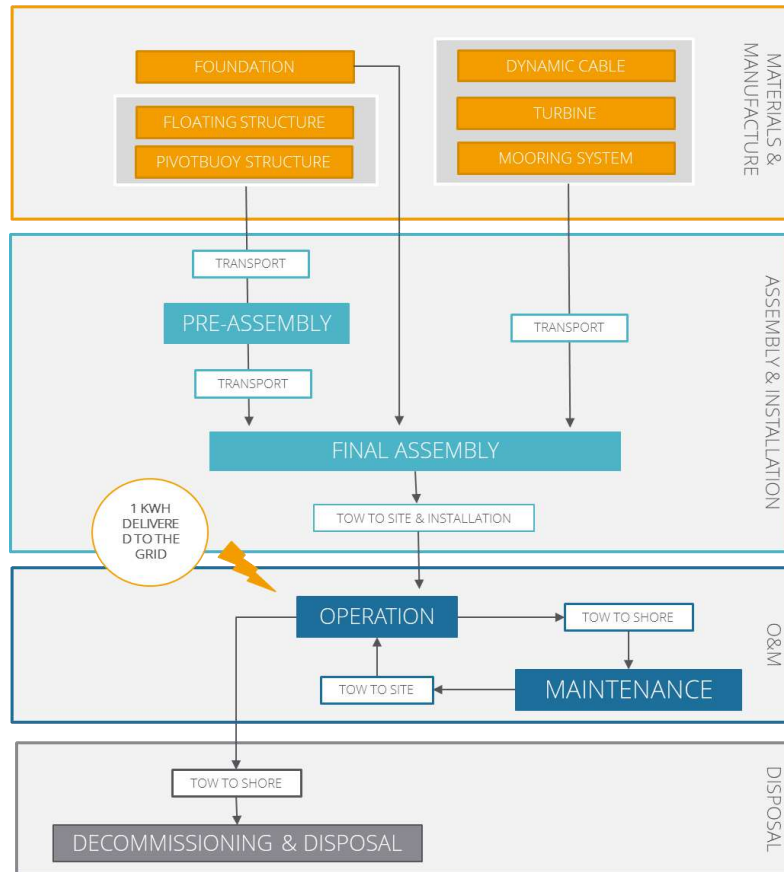 FOUNDATION
FLOATING STRUCTURE
PIVOTBUOY STRUCTURE
DYNAMIC CABLE
TURBINE
MOORING SYSTEM
MATERIALS &
MANUFACTURE
TRANSPORT
PRE-ASSEMBLY
TRANSPORT
TRANSPORT
FINAL ASSEMBLY
TOW TO SITE & INSTALLATION
ASSEMBLY & INSTALLATION
1 KWH
DELIVERE
D TO THE
GRID
OPERATION
TOW TO SHORE
TOW TO SITE
MAINTENANCE
O&M
TOW TO SHORE
DECOMMISSIONING & DISPOSAL
DISPOSAL